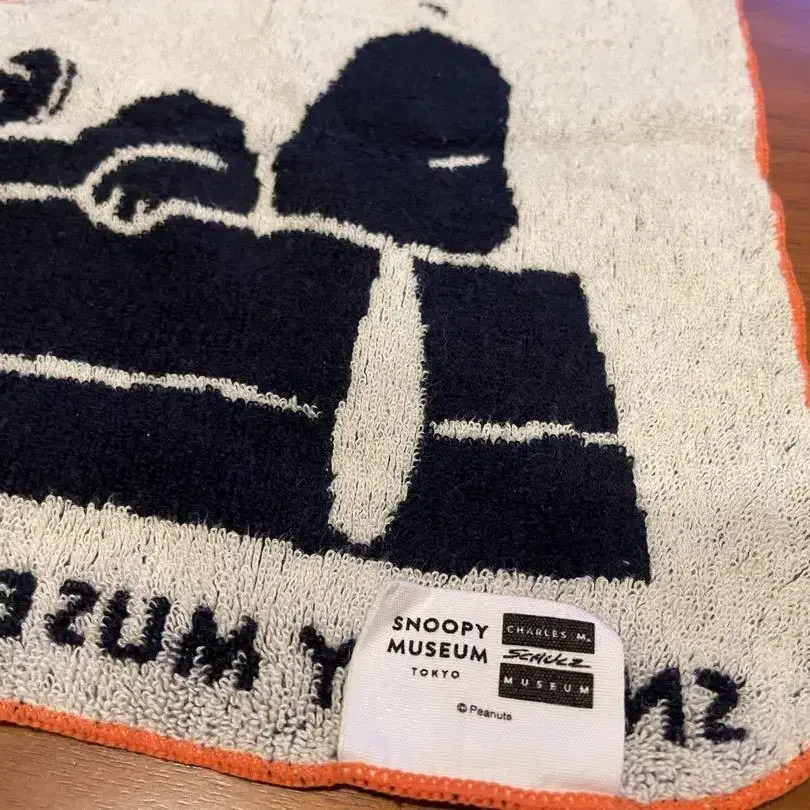 SNOOPY
MUSEUM
TOKYO
CHARLES M.
SCHULZ
MUSEUM
©Peanuts